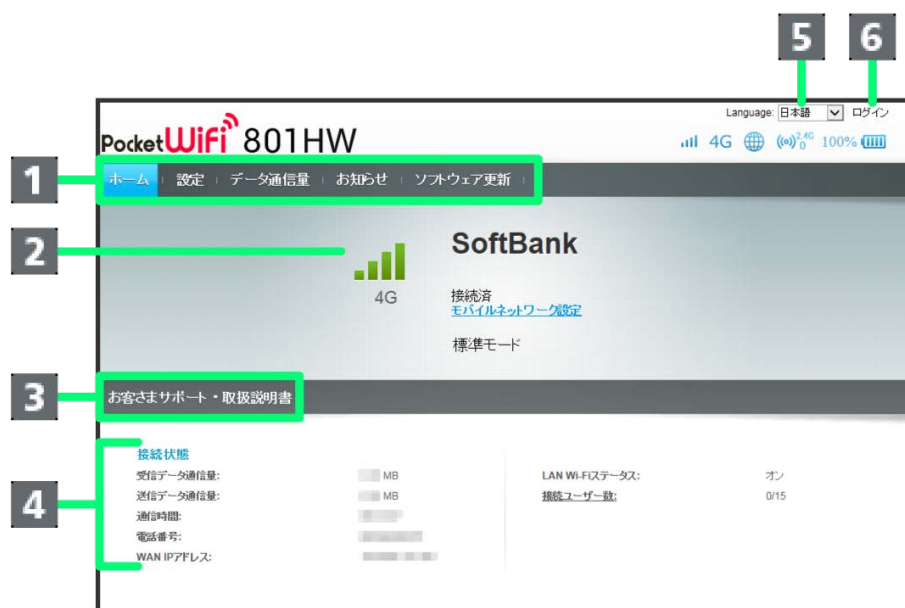 5 6
Language: 日本語 ログイン
PocketWiFi 801HW
4G 2.4G 0 100%
1
ホーム 設定 データ通信量 お知らせ ソフトウェア更新
2
SoftBank
4G
接続済
モバイルネットワーク設定
標準モード
3
お客さまサポート・取扱説明書
4
接続状態
受信データ通信量: MB
送信データ通信量: MB
通信時間:
電話番号:
WAN IPアドレス:
LAN Wi-Fiステータス: オン
接続ユーザー数: 0/15